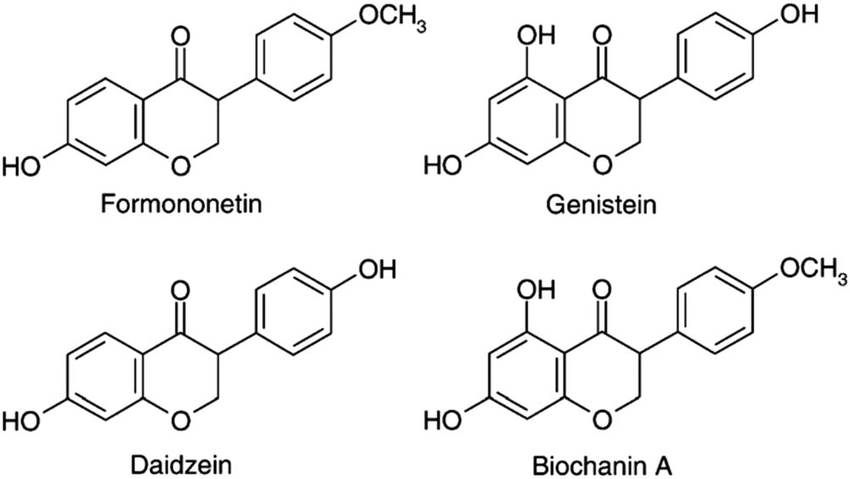 O OCH3
HO O
Formononetin
OH O OH
HO O
Genistein
O OH
HO O
Daidzein
OH O OCH3
HO O
Biochanin A